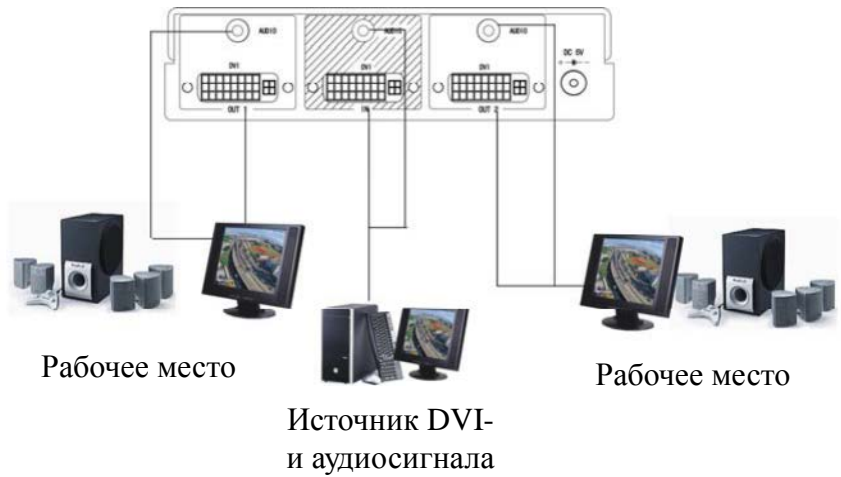 AUDIO AUDIO AUDIO
DC 5V
DVI DVI DVI
OUT 1 IN OUT 2
Рабочее место
Рабочее место
Источник DVI-
и аудиосигнала